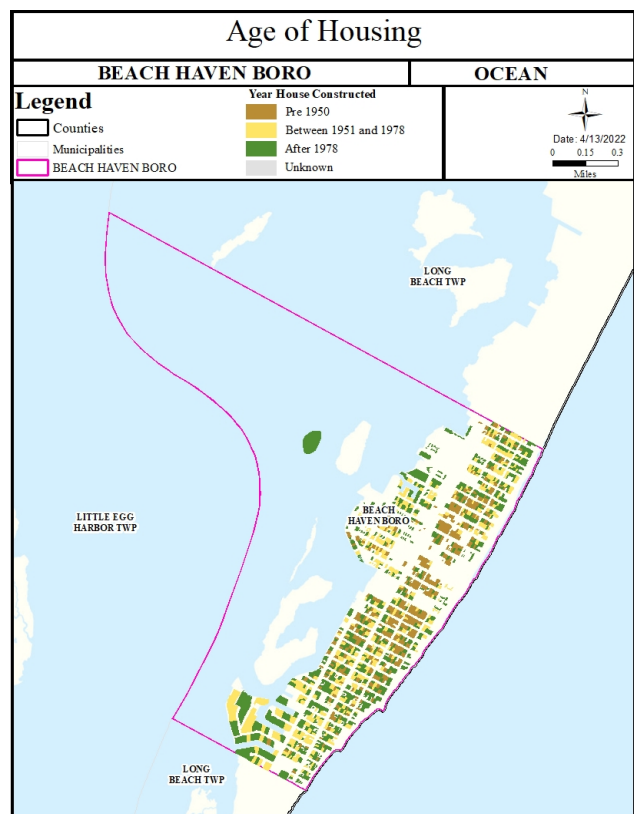 Age of Housing
BEACH HAVEN BORO
OCEAN
Legend
Counties
Municipalities
BEACH HAVEN BORO
Year House Constructed
Pre 1950
Between 1951 and 1978
After 1978
Unknown
N
Date: 4/13/2022
0 0.15 0.3
Miles
LONG
BEACH TWP
BEACH
HAVEN BORO
LITTLE EGG
HARBOR TWP
LONG
BEACH TWP